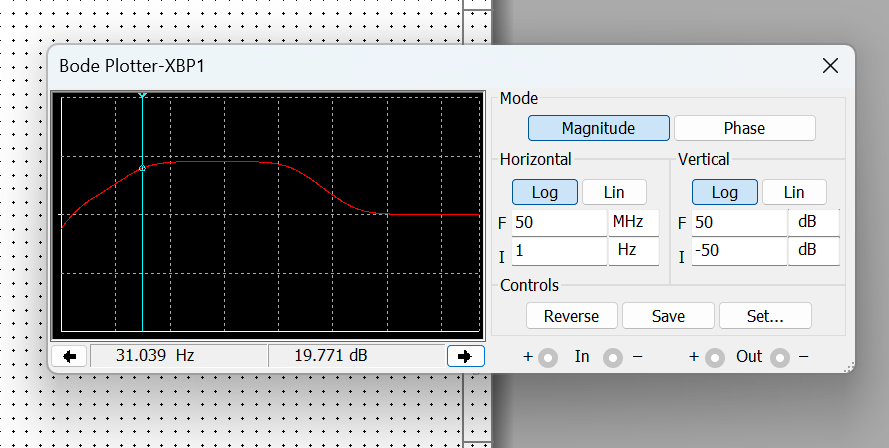 Bode Plotter-XBP1
Mode
Magnitude Phase
Horizontal Vertical
Log Lin Log Lin
F 50 MHz F 50 dB
I 1 Hz I -50 dB
Controls
Reverse Save Set...
31.039 Hz 19.771 dB + In − + Out −